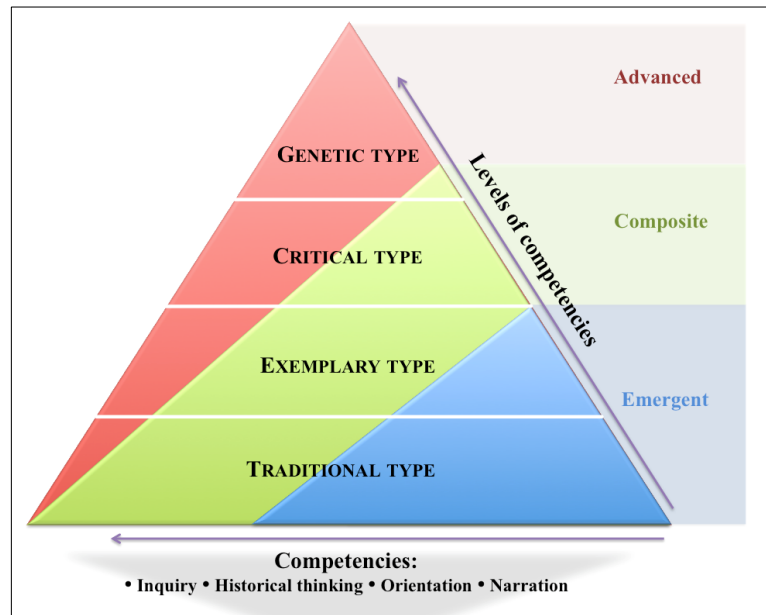 Advanced
GENETIC TYPE
Levels of competencies
Composite
CRITICAL TYPE
EXEMPLARY TYPE
Emergent
TRADITIONAL TYPE
Competencies:
• Inquiry • Historical thinking • Orientation • Narration